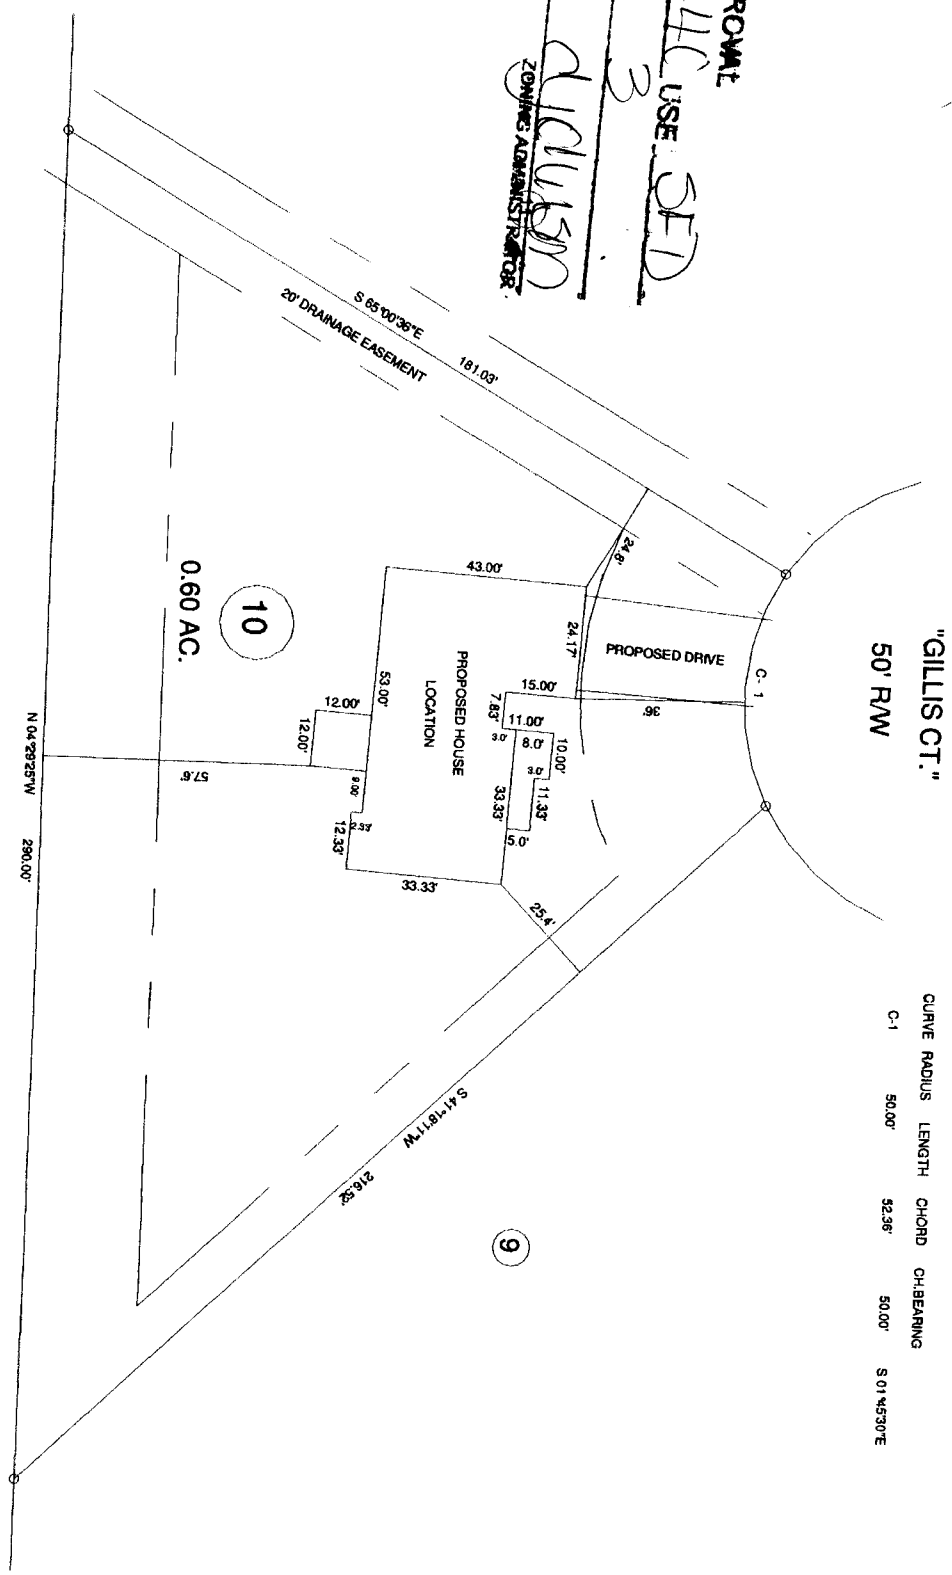 "GILLIS CT."
50' R/W
CURVE RADIUS LENGTH CHORD CH.BEARING
C-1 50.00' 52.36' 50.00' S 01°45'30"E
USE SFD
3
ZONING ADMINISTRATOR
S 65°00'36"E
181.03'
20' DRAINAGE EASEMENT
C-1
PROPOSED DRIVE
36'
24.8'
24.17'
43.00'
15.00'
7.83'
11.00'
3.0'
8.0'
10.00'
3.0'
11.33'
33.33'
5.0'
25.4'
PROPOSED HOUSE
LOCATION
53.00'
12.00'
12.00'
9.00'
2.33'
12.33'
33.33'
57.6'
10
0.60 AC.
9
S 41°18'11"W
216.52'
N 04°29'25"W
290.00'